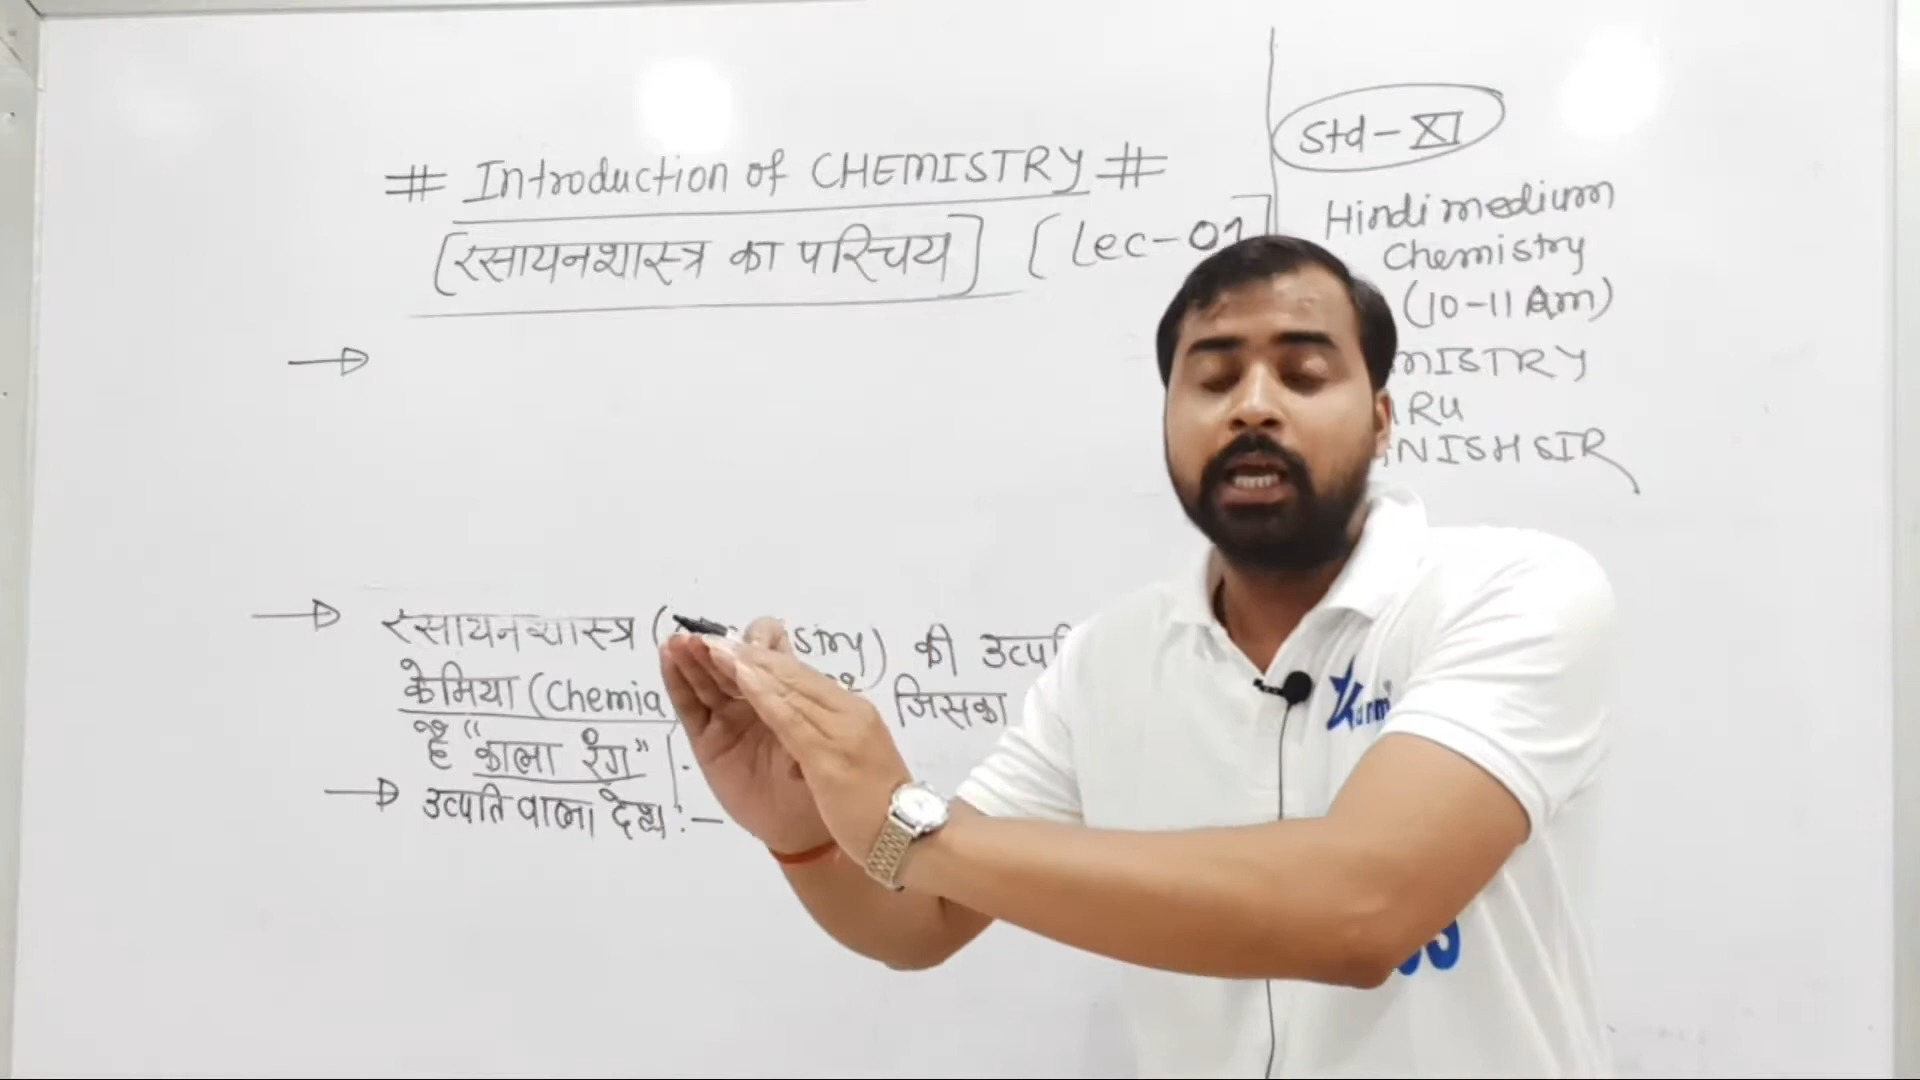 # Introduction of CHEMISTRY #
[रसायनशास्त्र का परिचय] [Lec-01]
रसायनशास्त्र ( stry) की उत्पति
केमिया (Chemia जिसका
है "काला रंग" :-
उत्पति वाला देश :-
Std-XI
Hindi medium
Chemistry
(10-11 Am)
MISTRY
RU
NISH SIR